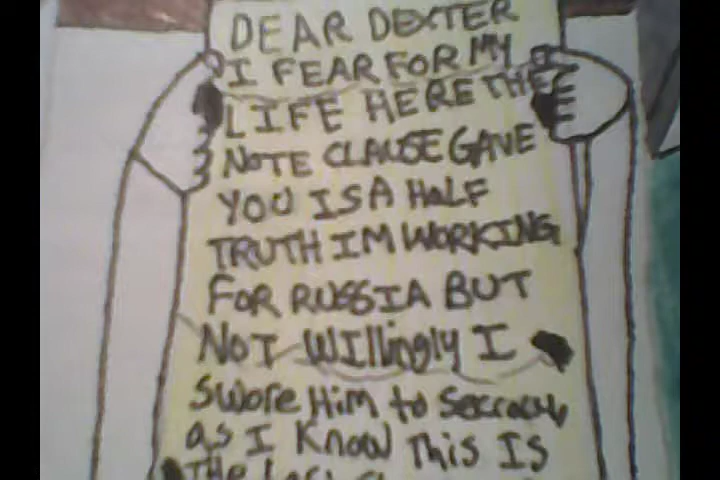 DEAR DEXTER
I FEAR FOR MY
LIFE HERE THE
NOTE CLAUSE GAVE
YOU IS A HALF
TRUTH IM WORKING
FOR RUSSIA BUT
NOT WIllingly I
swore Him to
as I Know This Is
The